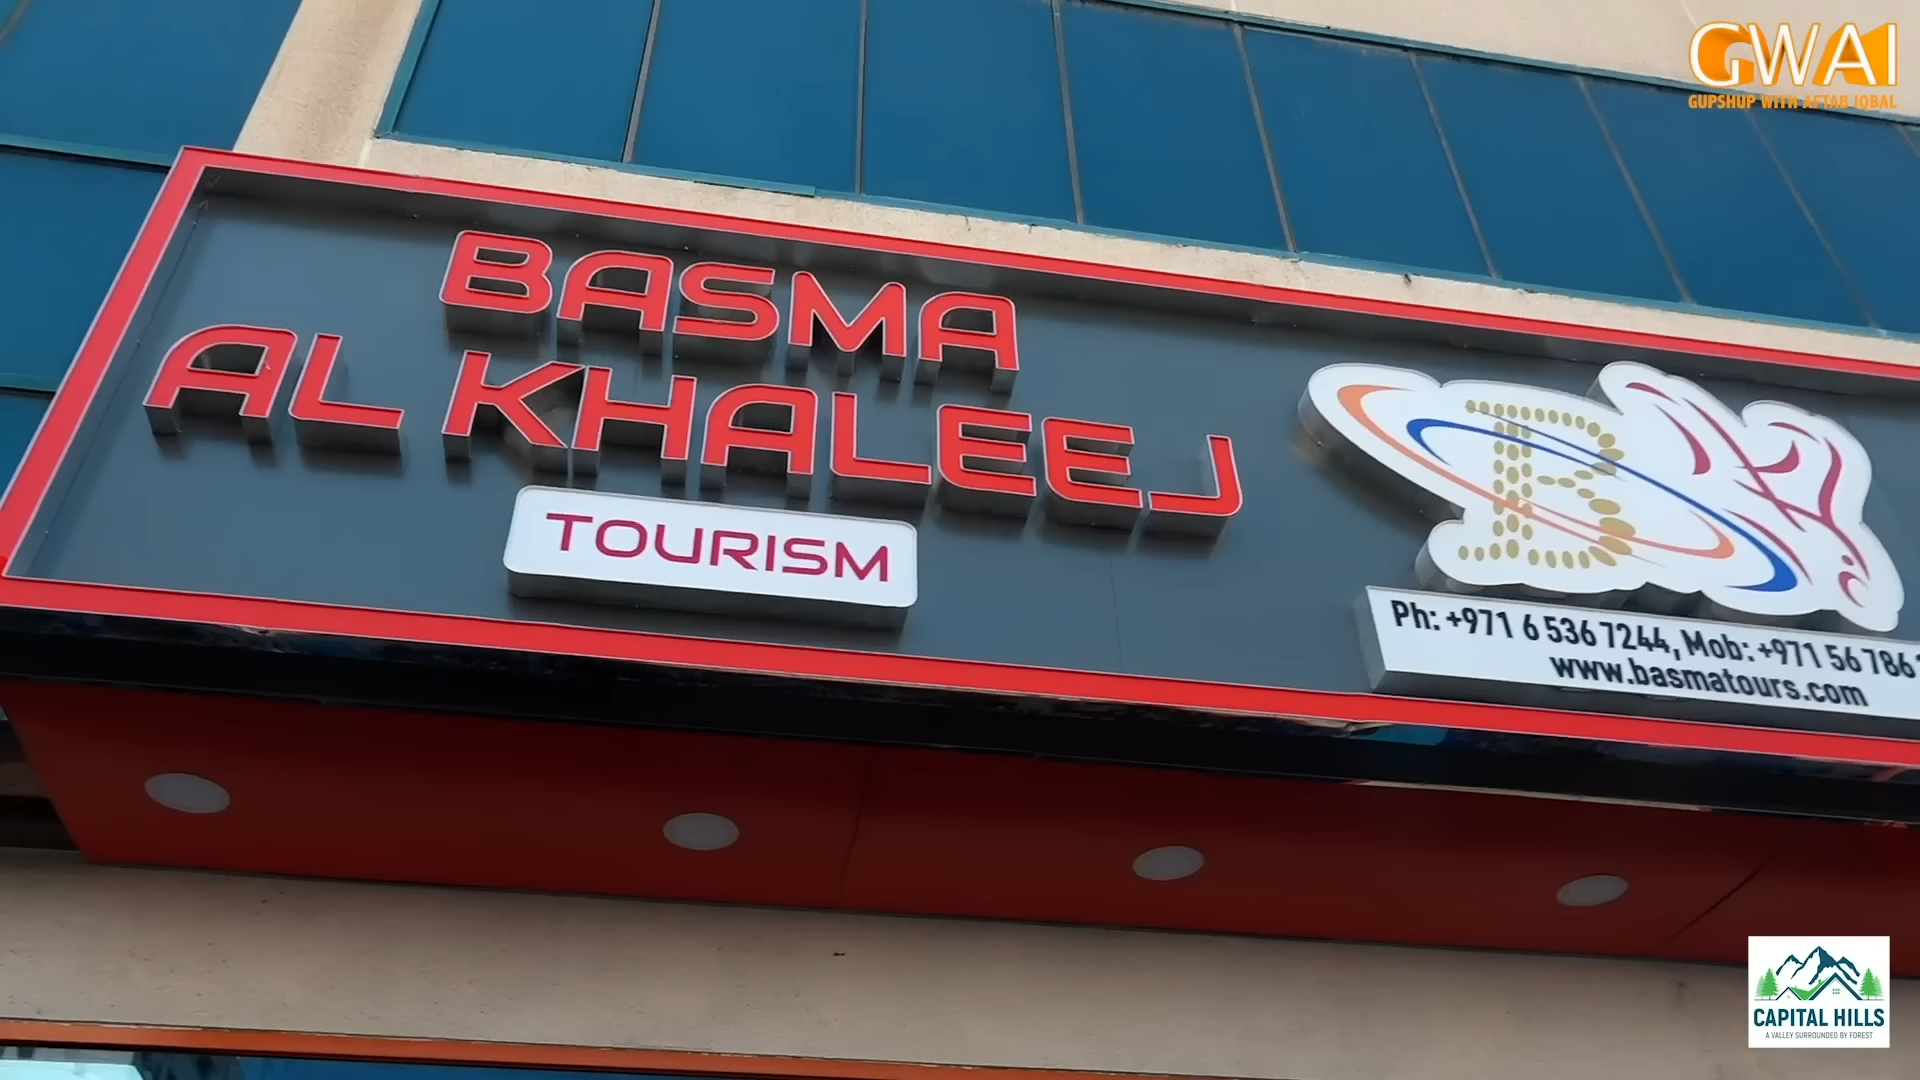 GWAI
GUPSHUP WITH AFTAB IQBAL
BASMA
AL KHALEEJ
TOURISM
B
Ph: +971 6 536 7244, Mob: +971 56 786
www.basmatours.com
CAPITAL HILLS
A VALLEY SURROUNDED BY FOREST